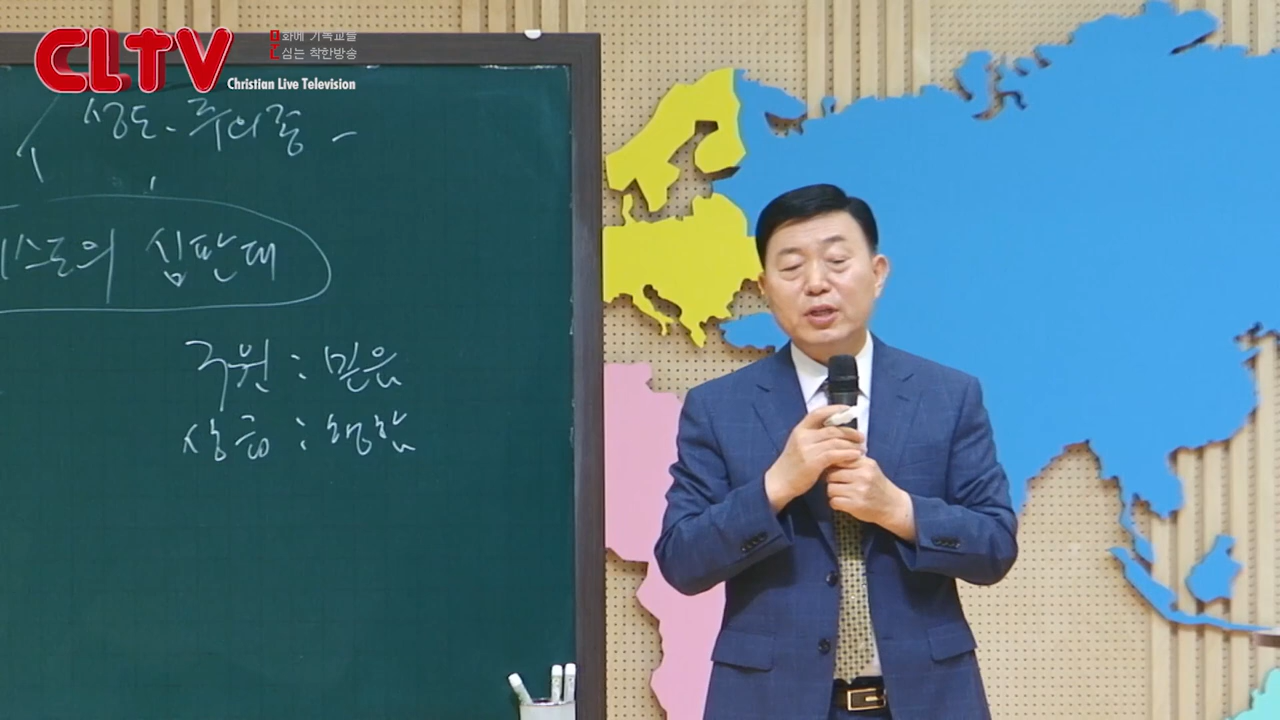 CLTV
화에 기독교를
심는 착한방송
Christian Live Television
성도 - 주의 종 -
스도의 심판대
구원 : 믿음
상급 : 행함